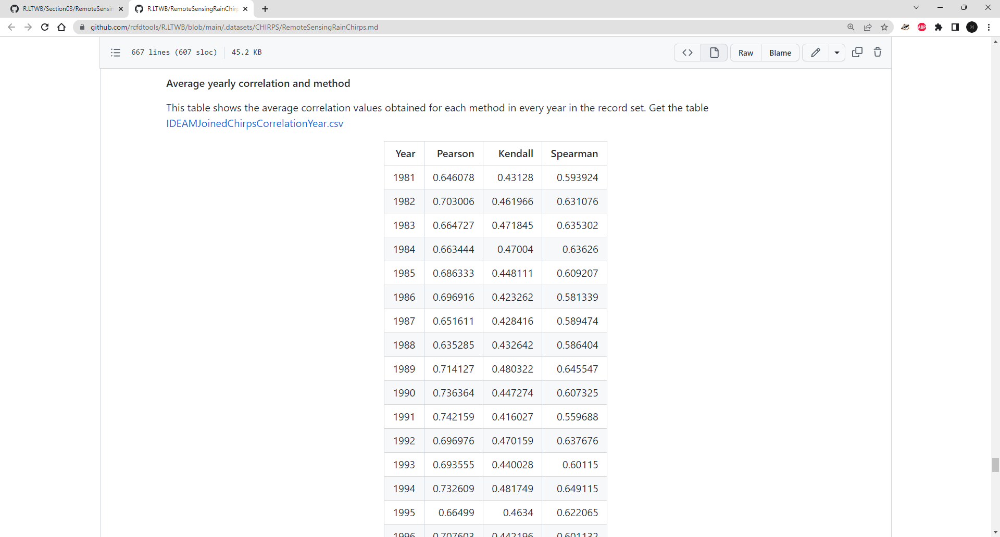 R.LTWB/Section03/RemoteSensin
R.LTWB/RemoteSensingRainChirp
github.com/rcfdtools/R.LTWB/blob/main/.datasets/CHIRPS/RemoteSensingRainChirps.md
ABP
667 lines (607 sloc) 45.2 KB
Raw Blame
Average yearly correlation and method
This table shows the average correlation values obtained for each method in every year in the record set. Get the table
IDEAMJoinedChirpsCorrelationYear.csv
Year Pearson Kendall Spearman
1981 0.646078 0.43128 0.593924
1982 0.703006 0.461966 0.631076
1983 0.664727 0.471845 0.635302
1984 0.663444 0.47004 0.63626
1985 0.686333 0.448111 0.609207
1986 0.696916 0.423262 0.581339
1987 0.651611 0.428416 0.589474
1988 0.635285 0.432642 0.586404
1989 0.714127 0.480322 0.645547
1990 0.736364 0.447274 0.607325
1991 0.742159 0.416027 0.559688
1992 0.696976 0.470159 0.637676
1993 0.693555 0.440028 0.60115
1994 0.732609 0.481749 0.649115
1995 0.66499 0.4634 0.622065
1996 0.707603 0.442196 0.601132